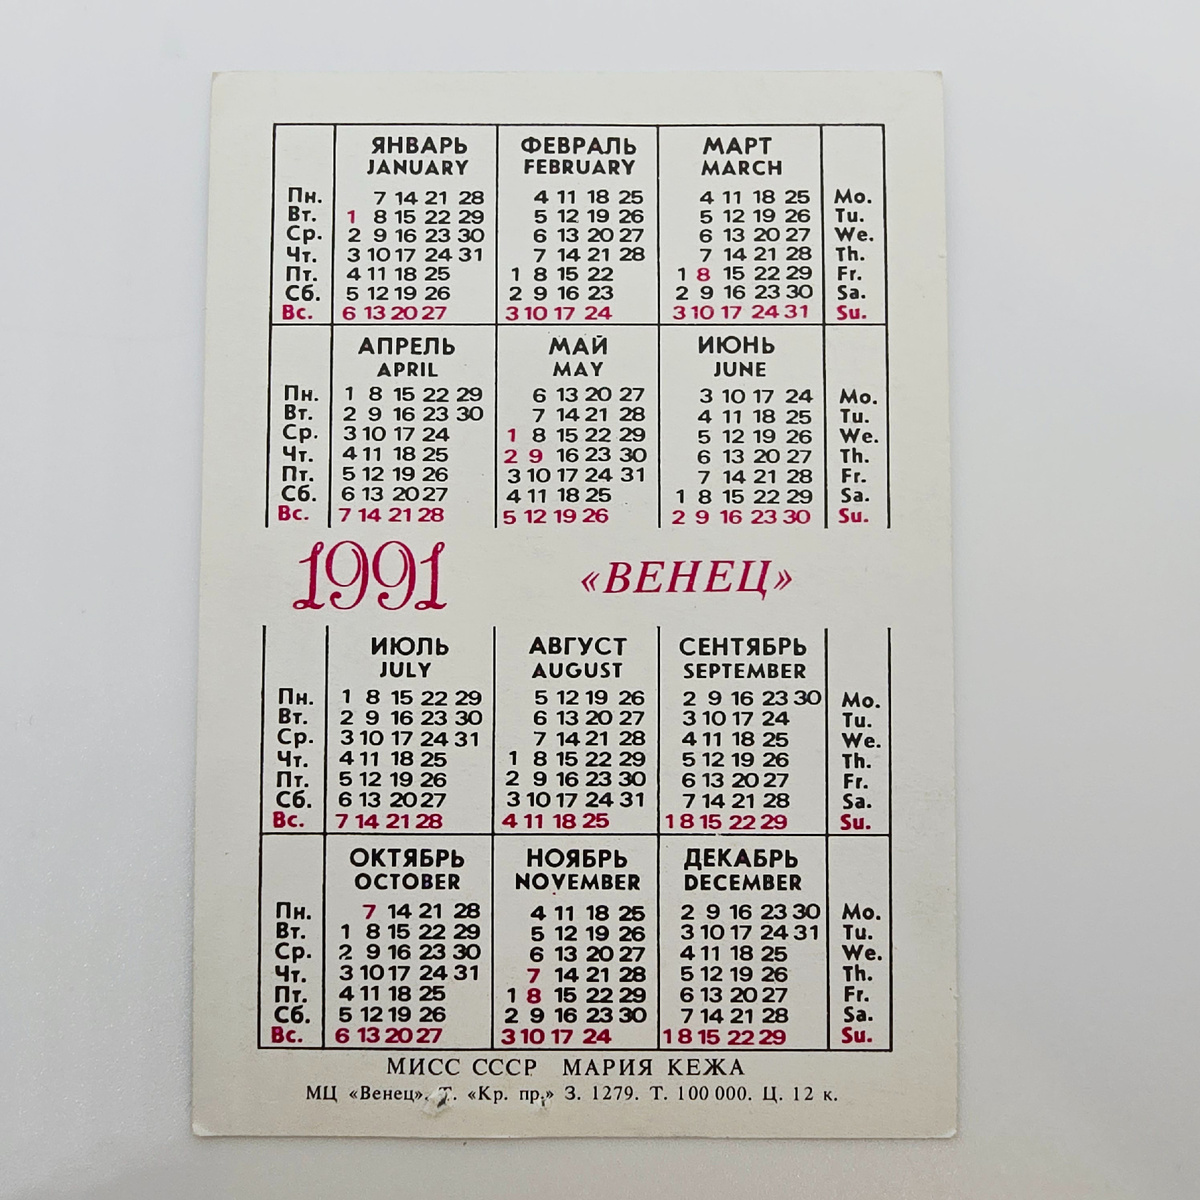 ЯНВАРЬ ФЕВРАЛЬ МАРТ
JANUARY FEBRUARY MARCH
Пн. 7 14 21 28 4 11 18 25 4 11 18 25 Mo.
Вт. 1 8 15 22 29 5 12 19 26 5 12 19 26 Tu.
Ср. 2 9 16 23 30 6 13 20 27 6 13 20 27 We.
Чт. 3 10 17 24 31 7 14 21 28 7 14 21 28 Th.
Пт. 4 11 18 25 1 8 15 22 1 8 15 22 29 Fr.
Сб. 5 12 19 26 2 9 16 23 2 9 16 23 30 Sa.
Вс. 6 13 20 27 3 10 17 24 3 10 17 24 31 Su.
АПРЕЛЬ МАЙ ИЮНЬ
APRIL MAY JUNE
Пн. 1 8 15 22 29 6 13 20 27 3 10 17 24 Mo.
Вт. 2 9 16 23 30 7 14 21 28 4 11 18 25 Tu.
Ср. 3 10 17 24 1 8 15 22 29 5 12 19 26 We.
Чт. 4 11 18 25 2 9 16 23 30 6 13 20 27 Th.
Пт. 5 12 19 26 3 10 17 24 31 7 14 21 28 Fr.
Сб. 6 13 20 27 4 11 18 25 1 8 15 22 29 Sa.
Вс. 7 14 21 28 5 12 19 26 2 9 16 23 30 Su.
1991 «ВЕНЕЦ»
ИЮЛЬ АВГУСТ СЕНТЯБРЬ
JULY AUGUST SEPTEMBER
Пн. 1 8 15 22 29 5 12 19 26 2 9 16 23 30 Mo.
Вт. 2 9 16 23 30 6 13 20 27 3 10 17 24 Tu.
Ср. 3 10 17 24 31 7 14 21 28 4 11 18 25 We.
Чт. 4 11 18 25 1 8 15 22 29 5 12 19 26 Th.
Пт. 5 12 19 26 2 9 16 23 30 6 13 20 27 Fr.
Сб. 6 13 20 27 3 10 17 24 31 7 14 21 28 Sa.
Вс. 7 14 21 28 4 11 18 25 1 8 15 22 29 Su.
ОКТЯБРЬ НОЯБРЬ ДЕКАБРЬ
OCTOBER NOVEMBER DECEMBER
Пн. 7 14 21 28 4 11 18 25 2 9 16 23 30 Mo.
Вт. 1 8 15 22 29 5 12 19 26 3 10 17 24 31 Tu.
Ср. 2 9 16 23 30 6 13 20 27 4 11 18 25 We.
Чт. 3 10 17 24 31 7 14 21 28 5 12 19 26 Th.
Пт. 4 11 18 25 1 8 15 22 29 6 13 20 27 Fr.
Сб. 5 12 19 26 2 9 16 23 30 7 14 21 28 Sa.
Вс. 6 13 20 27 3 10 17 24 1 8 15 22 29 Su.
МИСС СССР МАРИЯ КЕЖА
МЦ «Венец». Т. «Кр. пр.» З. 1279. Т. 100 000. Ц. 12 к.